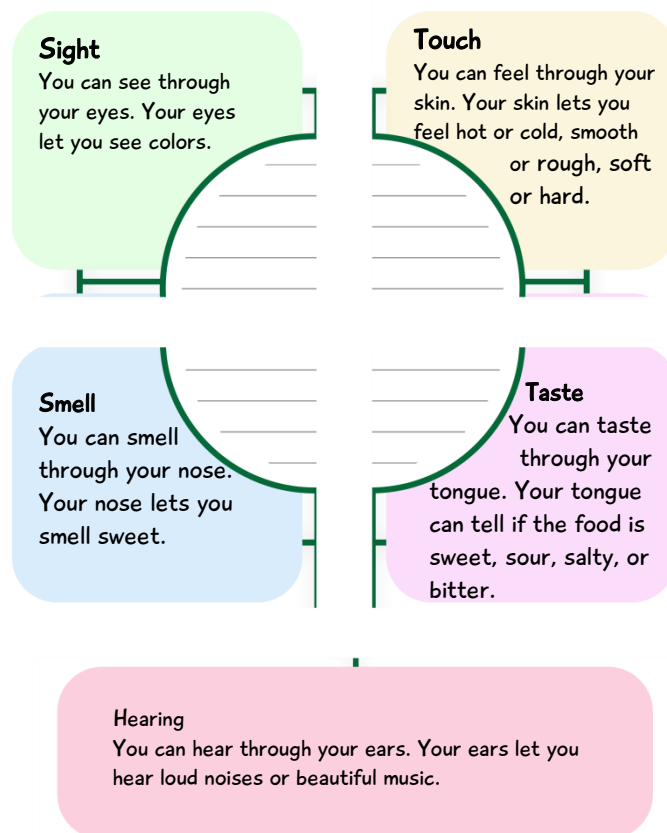 Sight
You can see through
your eyes. Your eyes
let you see colors.
Touch
You can feel through your
skin. Your skin lets you
feel hot or cold, smooth
or rough, soft
or hard.
Smell
You can smell
through your nose.
Your nose lets you
smell sweet.
Taste
You can taste
through your
tongue. Your tongue
can tell if the food is
sweet, sour, salty, or
bitter.
Hearing
You can hear through your ears. Your ears let you
hear loud noises or beautiful music.